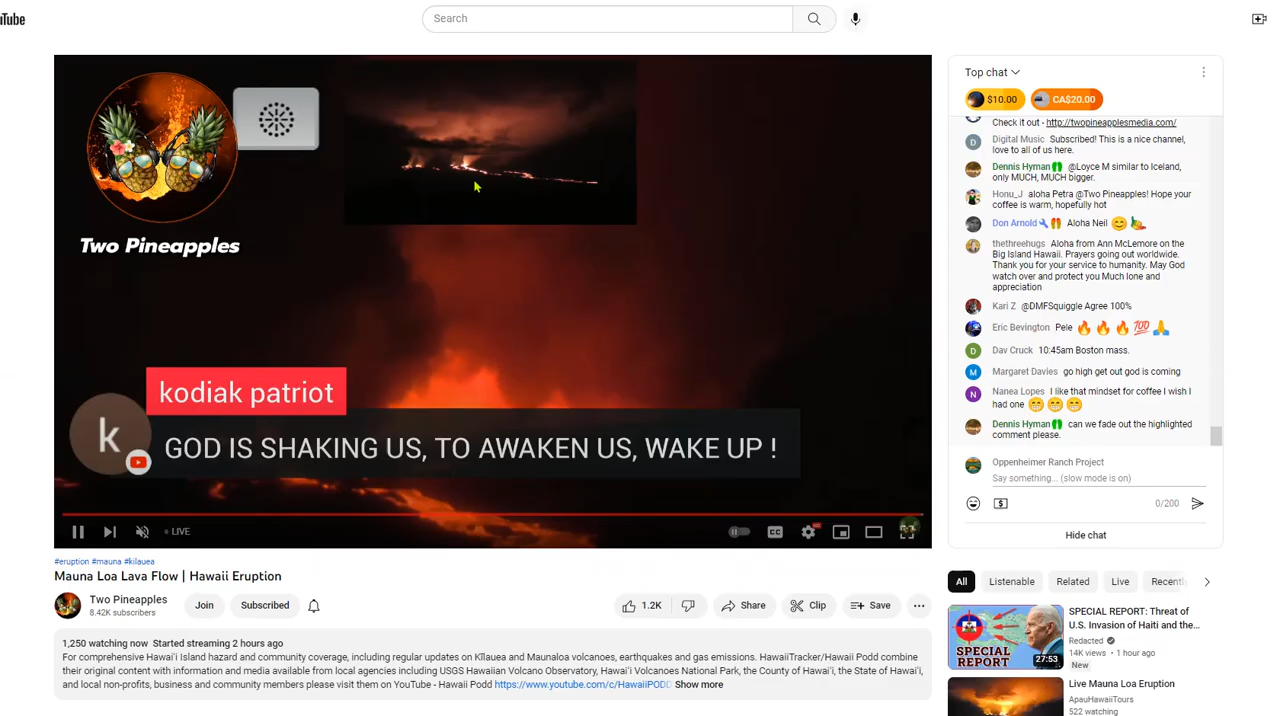 uTube
Search
Two Pineapples
kodiak patriot
k
GOD IS SHAKING US, TO AWAKEN US, WAKE UP !
LIVE
CC
#eruption #mauna #kilauea
Mauna Loa Lava Flow | Hawaii Eruption
Two Pineapples
8.42K subscribers
Join
Subscribed
1.2K
Share
Clip
Save
1,250 watching now Started streaming 2 hours ago
For comprehensive Hawaiʻi Island hazard and community coverage, including regular updates on Kīlauea and Maunaloa volcanoes, earthquakes and gas emissions. HawaiiTracker/Hawaii Podd combine
their original content with information and media available from local agencies including USGS Hawaiian Volcano Observatory, Hawaiʻi Volcanoes National Park, the County of Hawaiʻi, the State of Hawaiʻi,
and local non-profits, business and community members please visit them on YouTube - Hawaii Podd https://www.youtube.com/c/HawaiiPODD Show more
Top chat
$10.00
CA$20.00
Check it out - http://twopineapplesmedia.com/
D
Digital Music Subscribed! This is a nice channel,
love to all of us here.
Dennis Hyman @Loyce M similar to Iceland,
only MUCH, MUCH bigger.
Honu_J aloha Petra @Two Pineapples! Hope your
coffee is warm, hopefully hot
Don Arnold Aloha Neil 😊
thethreehugs Aloha from Ann McLemore on the
Big Island Hawaii. Prayers going out worldwide.
Thank you for your service to humanity. May God
watch over and protect you Much lone and
appreciation
Kari Z @DMFSquiggle Agree 100%
Eric Bevington Pele 🔥 🔥 🔥 💯 🙏
D
Dav Cruck 10:45am Boston mass.
M
Margaret Davies go high get out god is coming
N
Nanea Lopes I like that mindset for coffee I wish I
had one 😁 😁 😁
Dennis Hyman can we fade out the highlighted
comment please.
Oppenheimer Ranch Project
Say something... (slow mode is on)
0/200
Hide chat
All
Listenable
Related
Live
Recently
SPECIAL
REPORT
27:53
SPECIAL REPORT: Threat of
U.S. Invasion of Haiti and the...
Redacted
14K views • 1 hour ago
New
Live Mauna Loa Eruption
ApauHawaiiTours
522 watching